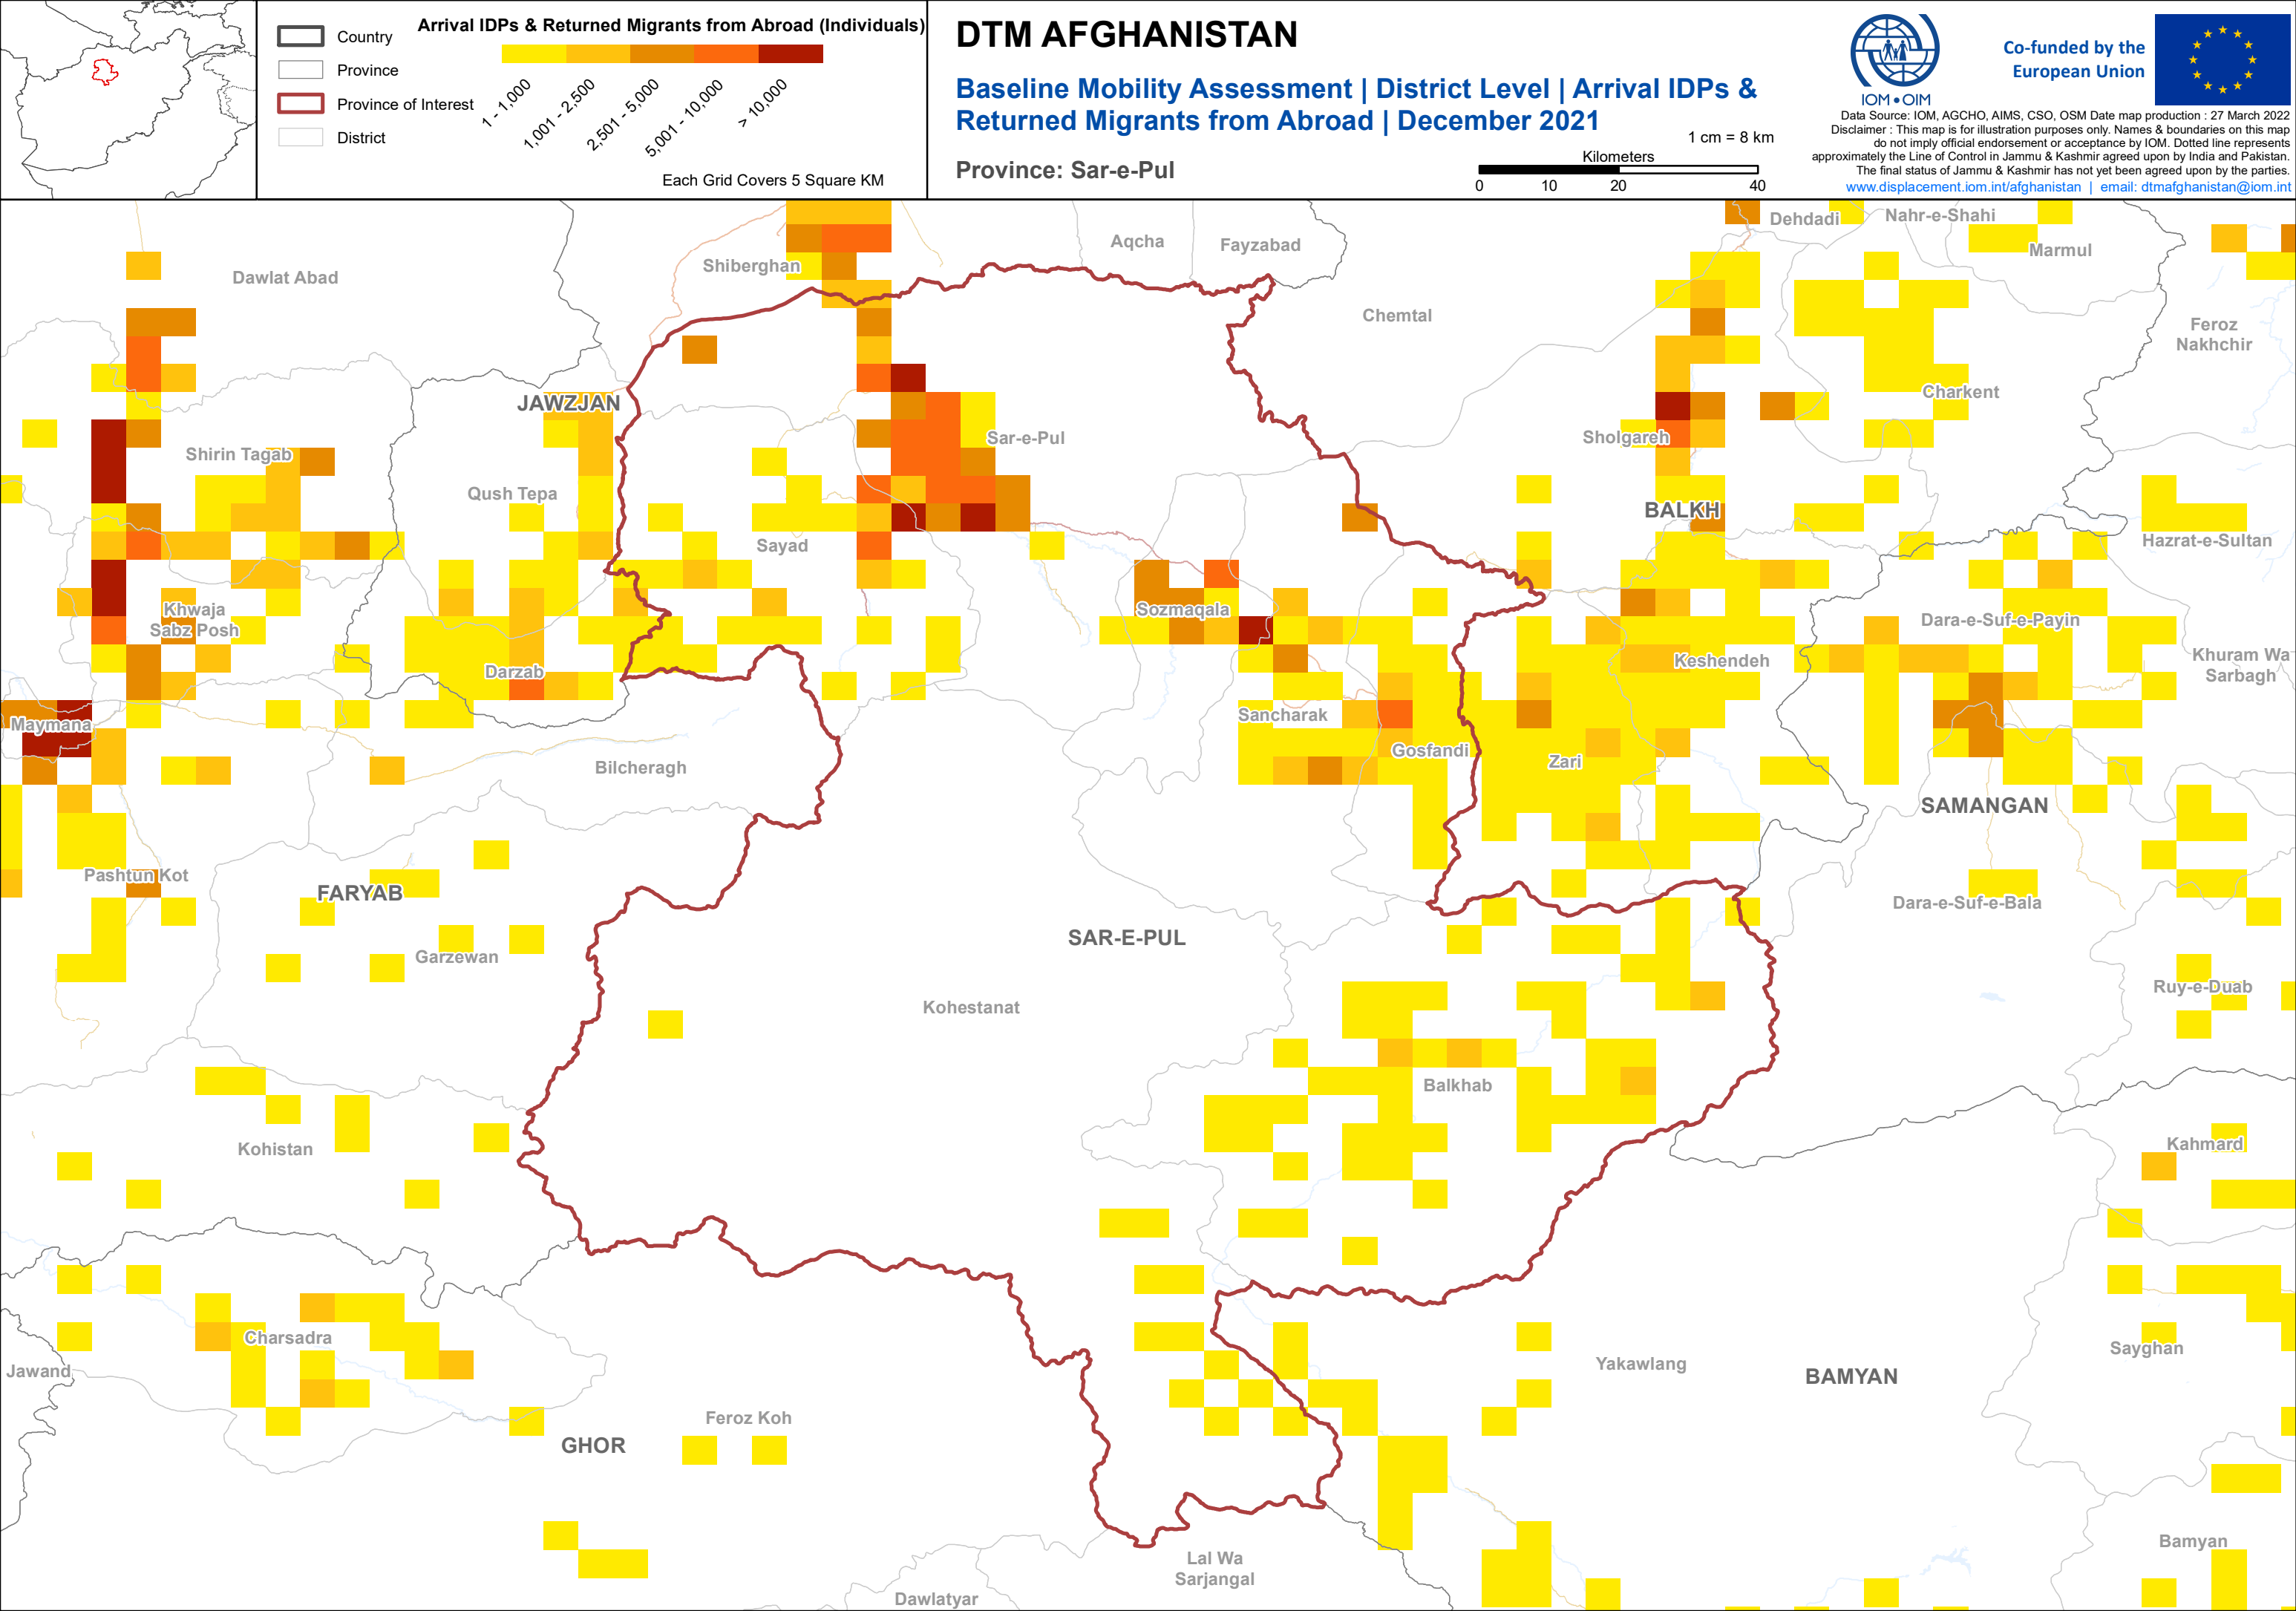 Country
Province
Province of Interest
District
Arrival IDPs & Returned Migrants from Abroad (Individuals)
1 - 1,000
1,001 - 2,500
2,501 - 5,000
5,001 - 10,000
> 10,000
Each Grid Covers 5 Square KM
DTM AFGHANISTAN
Baseline Mobility Assessment | District Level | Arrival IDPs &
Returned Migrants from Abroad | December 2021
Province: Sar-e-Pul
1 cm = 8 km
Kilometers
0 10 20 40
IOM • OIM
Co-funded by the
European Union
Data Source: IOM, AGCHO, AIMS, CSO, OSM Date map production : 27 March 2022
Disclaimer : This map is for illustration purposes only. Names & boundaries on this map
do not imply official endorsement or acceptance by IOM. Dotted line represents
approximately the Line of Control in Jammu & Kashmir agreed upon by India and Pakistan.
The final status of Jammu & Kashmir has not yet been agreed upon by the parties.
www.displacement.iom.int/afghanistan | email: dtmafghanistan@iom.int
Dehdadi
Nahr-e-Shahi
Marmul
Aqcha
Fayzabad
Shiberghan
Dawlat Abad
Chemtal
Feroz
Nakhchir
Charkent
JAWZJAN
Sar-e-Pul
Sholgareh
Shirin Tagab
Qush Tepa
BALKH
Hazrat-e-Sultan
Sayad
Khwaja
Sabz Posh
Sozmaqala
Dara-e-Suf-e-Payin
Khuram Wa
Sarbagh
Keshendeh
Darzab
Sancharak
Maymana
Gosfandi
Zari
Bilcheragh
SAMANGAN
Pashtun Kot
FARYAB
Dara-e-Suf-e-Bala
SAR-E-PUL
Garzewan
Ruy-e-Duab
Kohestanat
Balkhab
Kohistan
Kahmard
Charsadra
Sayghan
Jawand
Yakawlang
BAMYAN
Feroz Koh
GHOR
Bamyan
Lal Wa
Sarjangal
Dawlatyar